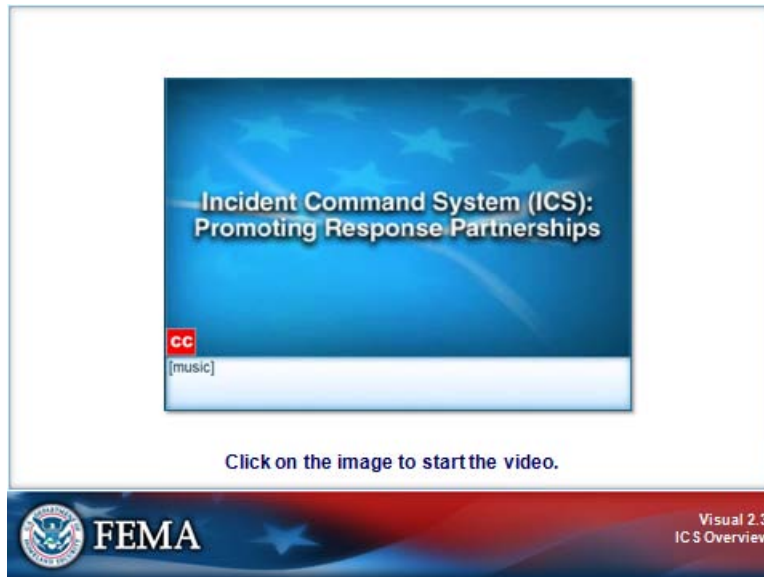 Incident Command System (ICS):
Promoting Response Partnerships
CC
[music]
Click on the image to start the video.
FEMA
Visual 2.3
ICS Overview